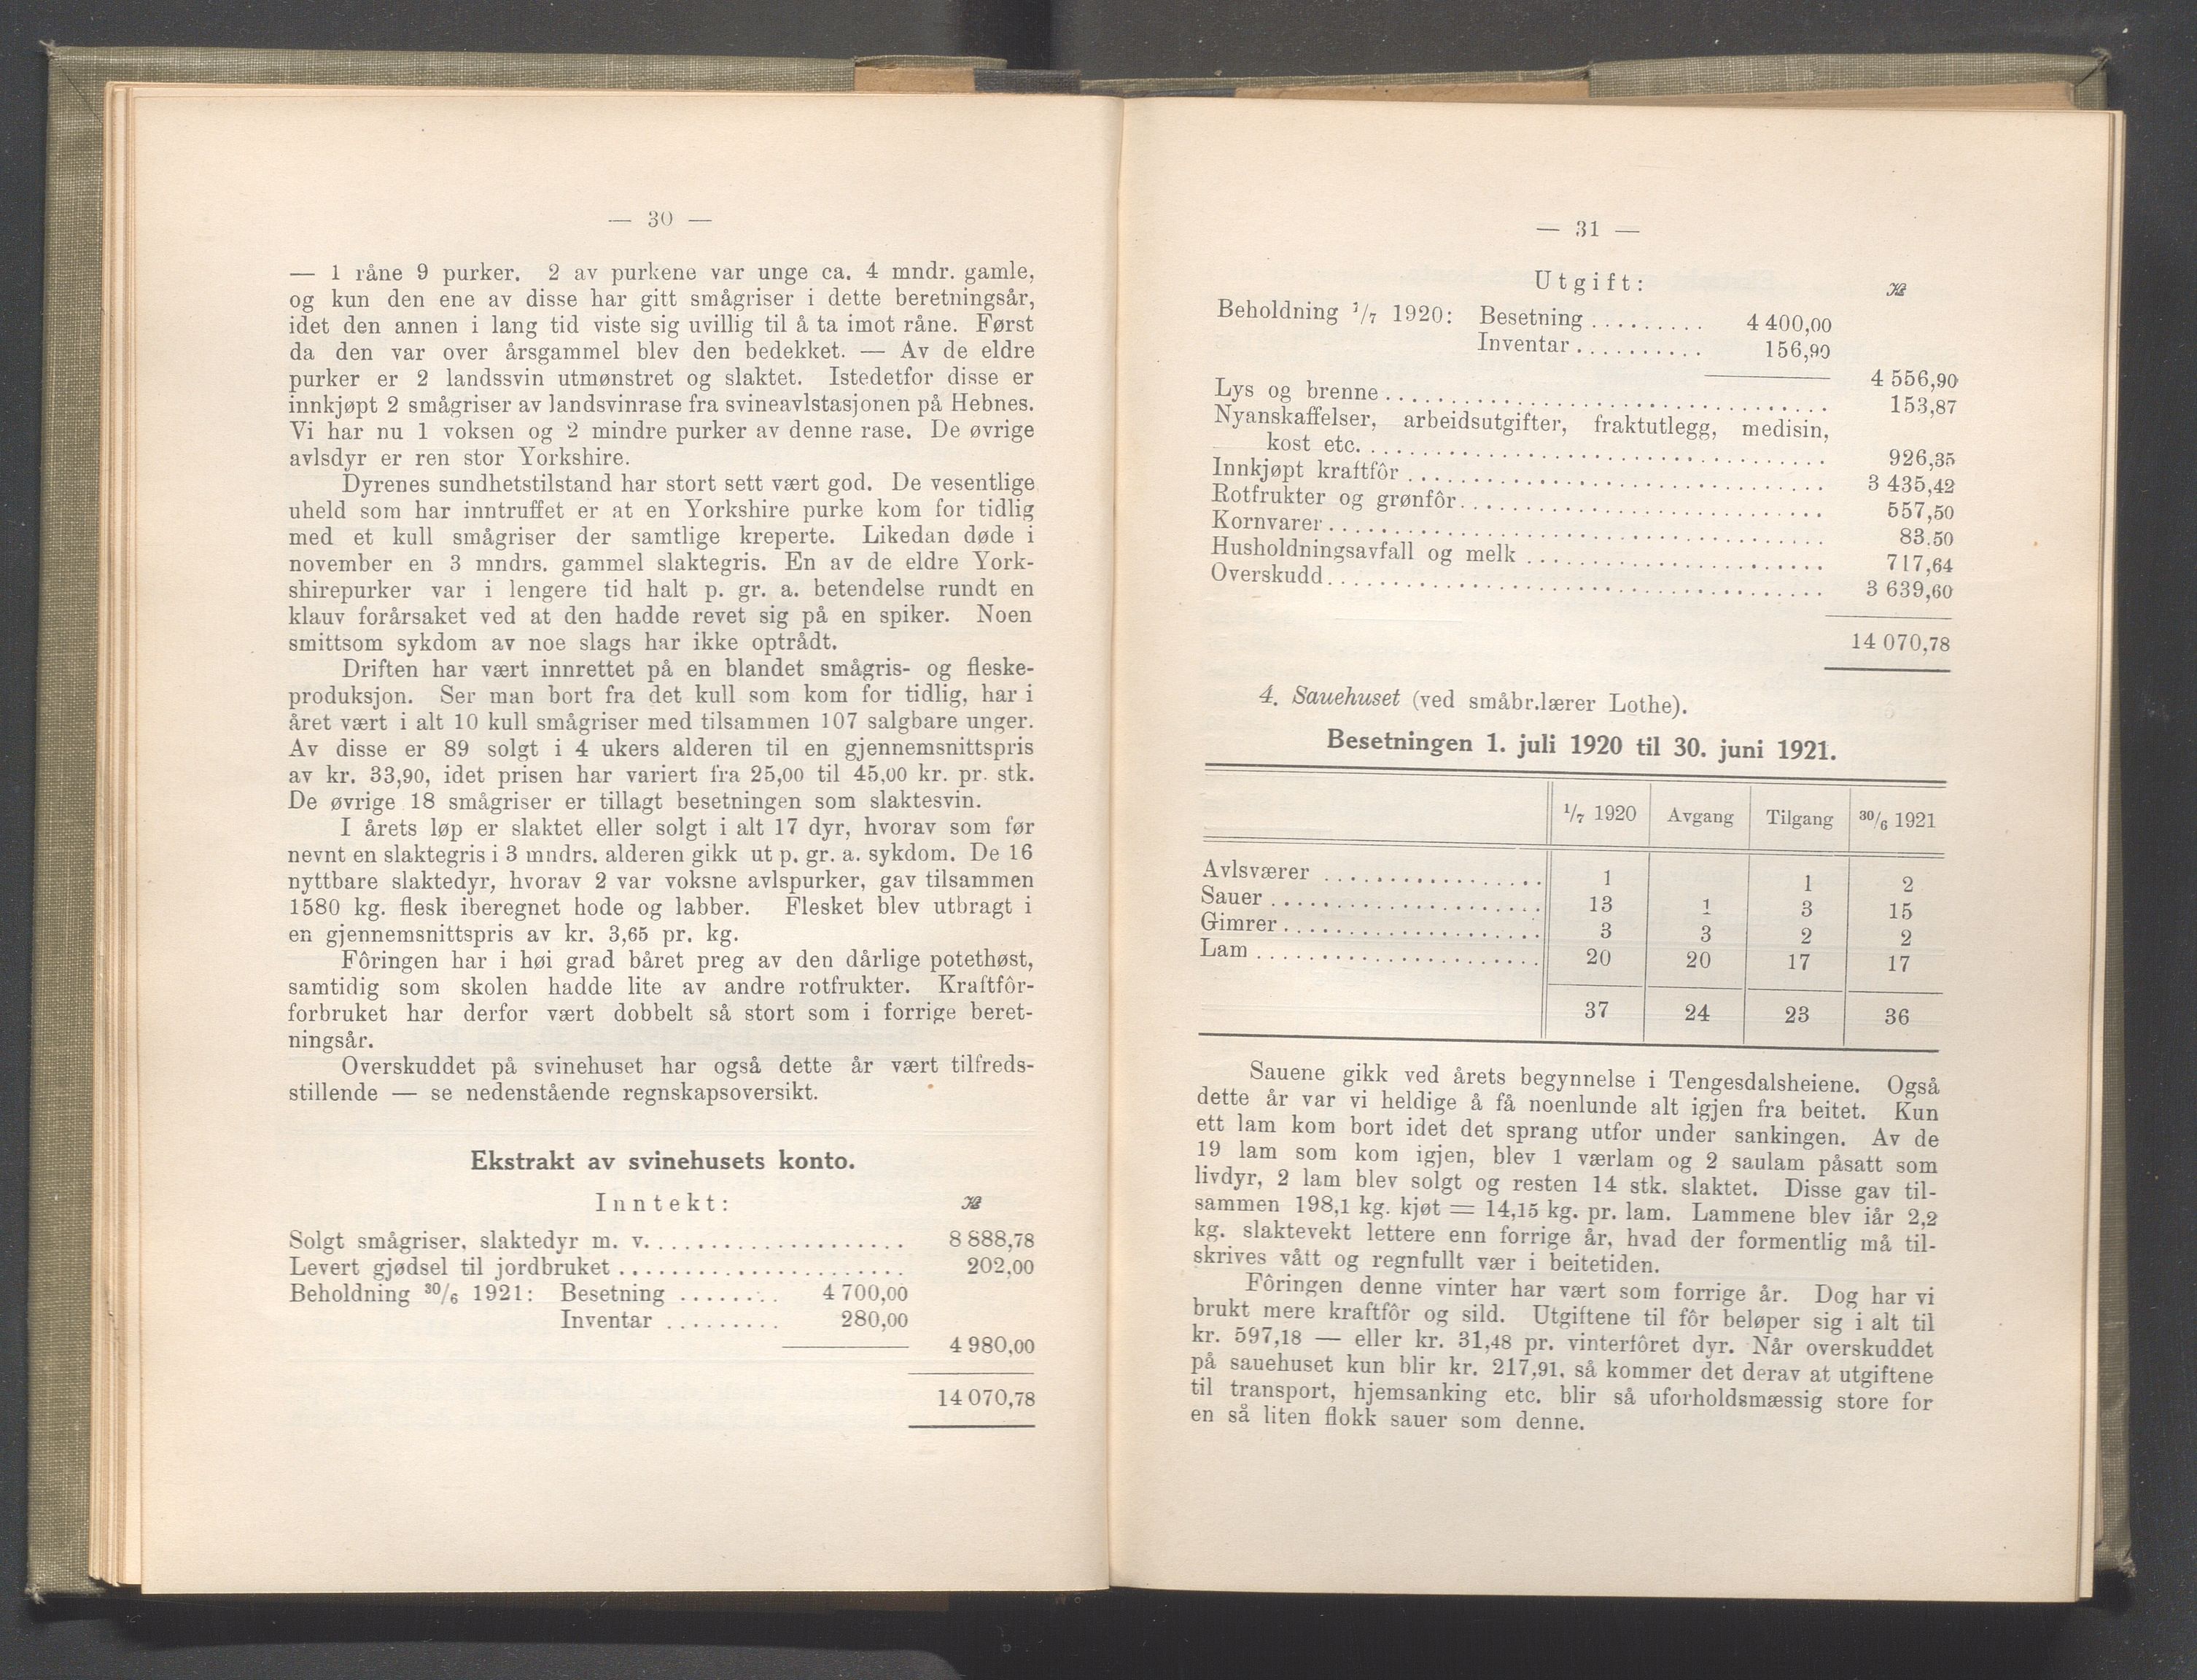 — 30 —
— 1 råne 9 purker. 2 av purkene var unge ca. 4 mndr. gamle,
og kun den ene av disse har gitt smågriser i dette beretningsår,
idet den annen i lang tid viste sig uvillig til å ta imot råne. Først
da den var over årsgammel blev den bedekket. — Av de eldre
purker er 2 landssvin utmønstret og slaktet. Istedetfor disse er
innkjøpt 2 smågriser av landsvinrase fra svineavlstasjonen på Hebnes.
Vi har nu 1 voksen og 2 mindre purker av denne rase. De øvrige
avlsdyr er ren stor Yorkshire.
Dyrenes sundhetstilstand har stort sett vært god. De vesentlige
uheld som har inntruffet er at en Yorkshire purke kom for tidlig
med et kull smågriser der samtlige kreperte. Likedan døde i
november en 3 mndrs. gammel slaktegris. En av de eldre York-
shirepurker var i lengere tid halt p. gr. a. betendelse rundt en
klauv forårsaket ved at den hadde revet sig på en spiker. Noen
smittsom sykdom av noe slags har ikke optrådt.
Driften har vært innrettet på en blandet smågris- og fleske-
produksjon. Ser man bort fra det kull som kom for tidlig, har i
året vært i alt 10 kull smågriser med tilsammen 107 salgbare unger.
Av disse er 89 solgt i 4 ukers alderen til en gjennemsnittspris
av kr. 33,90, idet prisen har variert fra 25,00 til 45,00 kr. pr. stk.
De øvrige 18 smågriser er tillagt besetningen som slaktesvin.
I årets løp er slaktet eller solgt i alt 17 dyr, hvorav som før
nevnt en slaktegris i 3 mndrs. alderen gikk ut p. gr. a. sykdom. De 16
nyttbare slaktedyr, hvorav 2 var voksne avlspurker, gav tilsammen
1580 kg. flesk iberegnet hode og labber. Flesket blev utbragt i
en gjennemsnittspris av kr. 3,65 pr. kg.
Fôringen har i høi grad båret preg av den dårlige potethøst,
samtidig som skolen hadde lite av andre rotfrukter. Kraftfôr-
forbruket har derfor vært dobbelt så stort som i forrige beret-
ningsår.
Overskuddet på svinehuset har også dette år vært tilfreds-
stillende — se nedenstående regnskapsoversikt.
Ekstrakt av svinehusets konto.
Inntekt: Kr.
Solgt smågriser, slaktedyr m. v. .................... 8 888,78
Levert gjødsel til jordbruket ...................... 202,00
Beholdning 30/6 1921: Besetning ........ 4 700,00
Inventar ......... 280,00
4 980,00
14 070,78
— 31 —
Utgift: Kr.
Beholdning 1/7 1920: Besetning ......... 4 400,00
Inventar .......... 156,90
4 556,90
Lys og brenne .................................. 153,87
Nyanskaffelser, arbeidsutgifter, fraktutlegg, medisin,
kost etc. ................................... 926,35
Innkjøpt kraftfôr ................................ 3 435,42
Rotfrukter og grønfôr ............................ 557,50
Kornvarer ...................................... 83.50
Husholdningsavfall og melk ....................... 717,64
Overskudd ...................................... 3 639,60
14 070,78
4. Sauehuset (ved småbr.lærer Lothe).
Besetningen 1. juli 1920 til 30. juni 1921.
1/7 1920 Avgang Tilgang 30/6 1921
Avlsværer ................. 1 1 2
Sauer ..................... 13 1 3 15
Gimrer .................... 3 3 2 2
Lam ...................... 20 20 17 17
37 24 23 36
Sauene gikk ved årets begynnelse i Tengesdalsheiene. Også
dette år var vi heldige å få noenlunde alt igjen fra beitet. Kun
ett lam kom bort idet det sprang utfor under sankingen. Av de
19 lam som kom igjen, blev 1 værlam og 2 saulam påsatt som
livdyr, 2 lam blev solgt og resten 14 stk. slaktet. Disse gav til-
sammen 198,1 kg. kjøt = 14,15 kg. pr. lam. Lammene blev iår 2,2
kg. slaktevekt lettere enn forrige år, hvad der formentlig må til-
skrives vått og regnfullt vær i beitetiden.
Fôringen denne vinter har vært som forrige år. Dog har vi
brukt mere kraftfôr og sild. Utgiftene til fôr beløper sig i alt til
kr. 597,18 — eller kr. 31,48 pr. vinterfôret dyr. Når overskuddet
på sauehuset kun blir kr. 217,91, så kommer det derav at utgiftene
til transport, hjemsanking etc. blir så uforholdsmæssig store for
en så liten flokk sauer som denne.